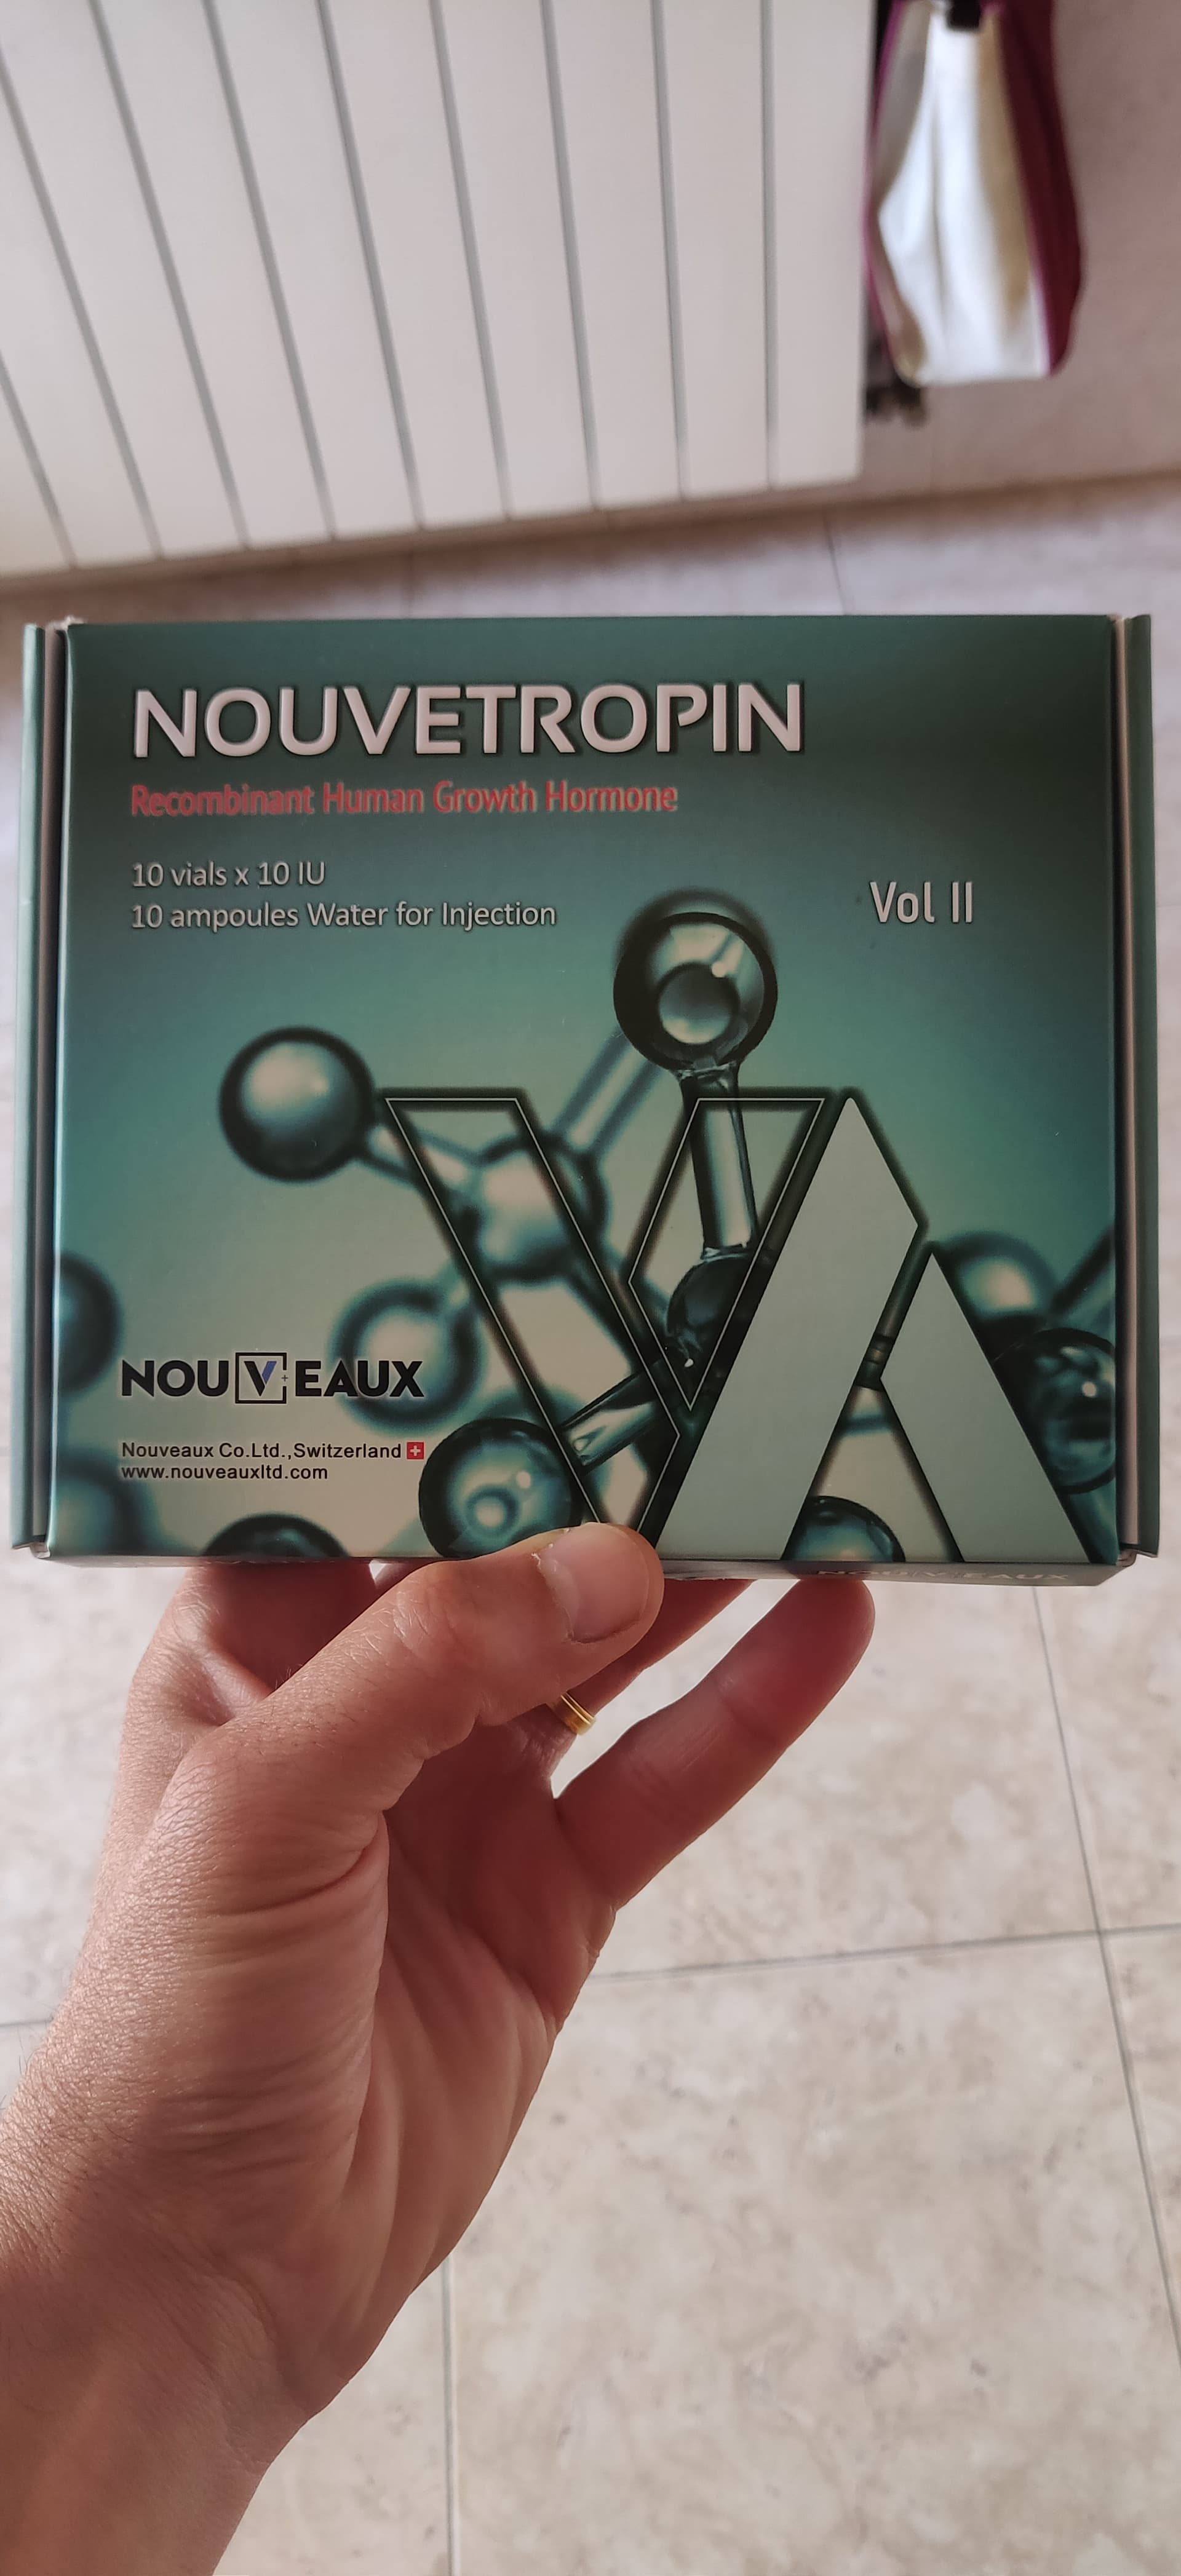 NOUVETROPIN
Recombinant Human Growth Hormone
10 vials x 10 IU
10 ampoules Water for Injection
Vol II
NOUVEAUX
Nouveaux Co.Ltd.,Switzerland
www.nouveauxltd.com
NOUVEAUX